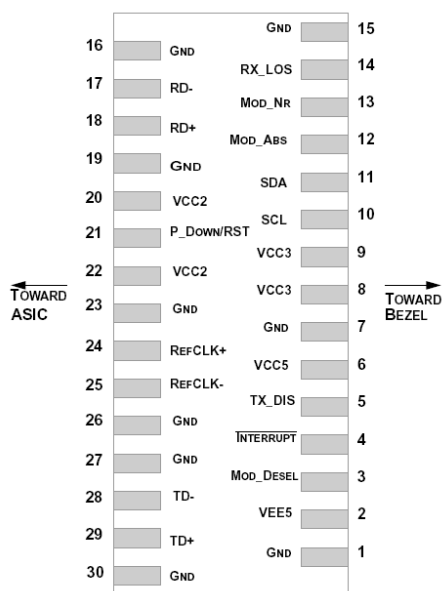 GND 15
16 GND
RX_LOS 14
17 RD-
MOD_NR 13
18 RD+
MOD_ABS 12
19 GND
SDA 11
20 VCC2
SCL 10
21 P_DOWN/RST
VCC3 9
22 VCC2
VCC3 8
TOWARD ASIC
TOWARD BEZEL
23 GND
GND 7
24 REFCLK+
VCC5 6
25 REFCLK-
TX_DIS 5
26 GND
INTERRUPT 4
27 GND
MOD_DESEL 3
28 TD-
VEE5 2
29 TD+
GND 1
30 GND